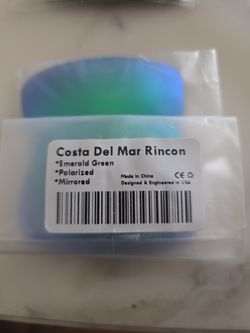 Costa Del Mar Rincon
*Emerald Green
*Polarized
*Mirrored
Made in China
CE
Designed & Engineered in USA